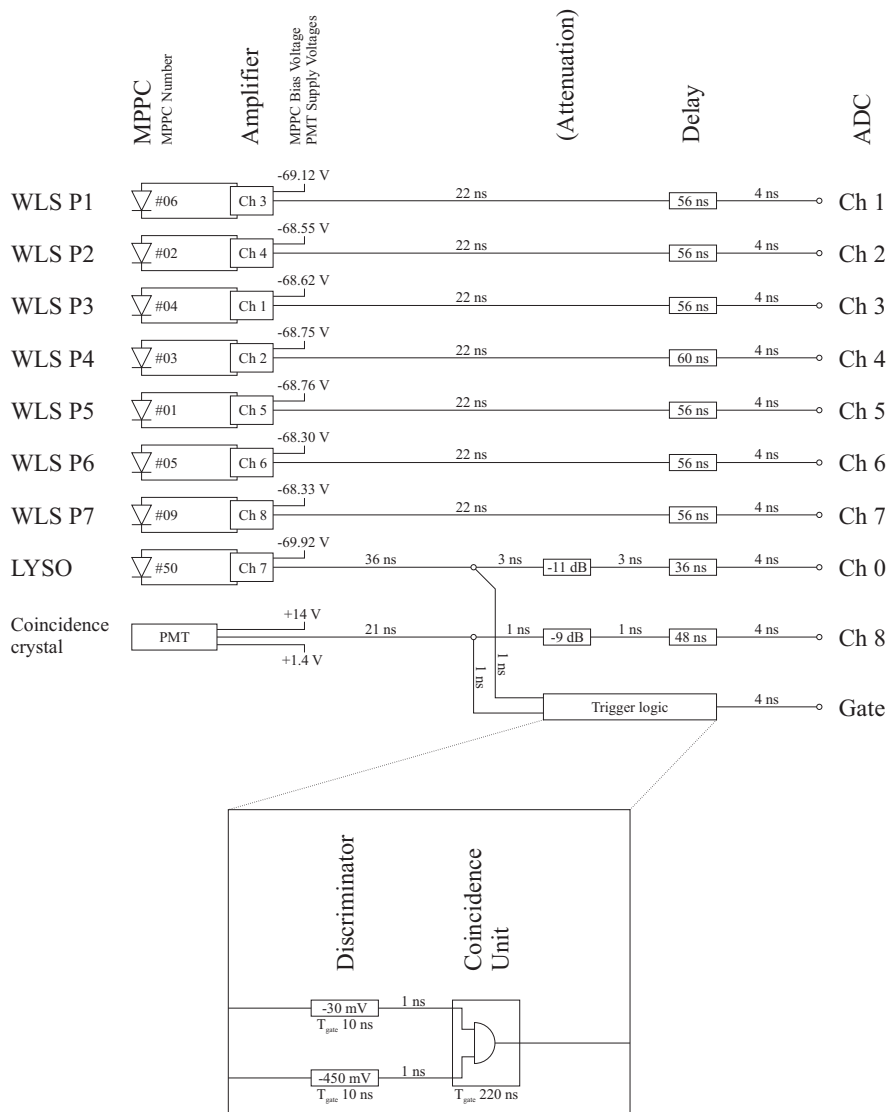 MPPC
MPPC Number
Amplifier
MPPC Bias Voltage
PMT Supply Voltages
(Attenuation)
Delay
ADC
-69.12 V
WLS P1 #06 Ch 3 22 ns 56 ns 4 ns Ch 1
-68.55 V
WLS P2 #02 Ch 4 22 ns 56 ns 4 ns Ch 2
-68.62 V
WLS P3 #04 Ch 1 22 ns 56 ns 4 ns Ch 3
-68.75 V
WLS P4 #03 Ch 2 22 ns 60 ns 4 ns Ch 4
-68.76 V
WLS P5 #01 Ch 5 22 ns 56 ns 4 ns Ch 5
-68.30 V
WLS P6 #05 Ch 6 22 ns 56 ns 4 ns Ch 6
-68.33 V
WLS P7 #09 Ch 8 22 ns 56 ns 4 ns Ch 7
-69.92 V
LYSO #50 Ch 7 36 ns 3 ns -11 dB 3 ns 36 ns 4 ns Ch 0
+14 V
Coincidence
crystal
PMT 21 ns 1 ns -9 dB 1 ns 48 ns 4 ns Ch 8
+1.4 V
1 ns
1 ns
Trigger logic 4 ns Gate
Discriminator
Coincidence
Unit
-30 mV 1 ns
Tgate 10 ns
-450 mV 1 ns
Tgate 10 ns
Tgate 220 ns